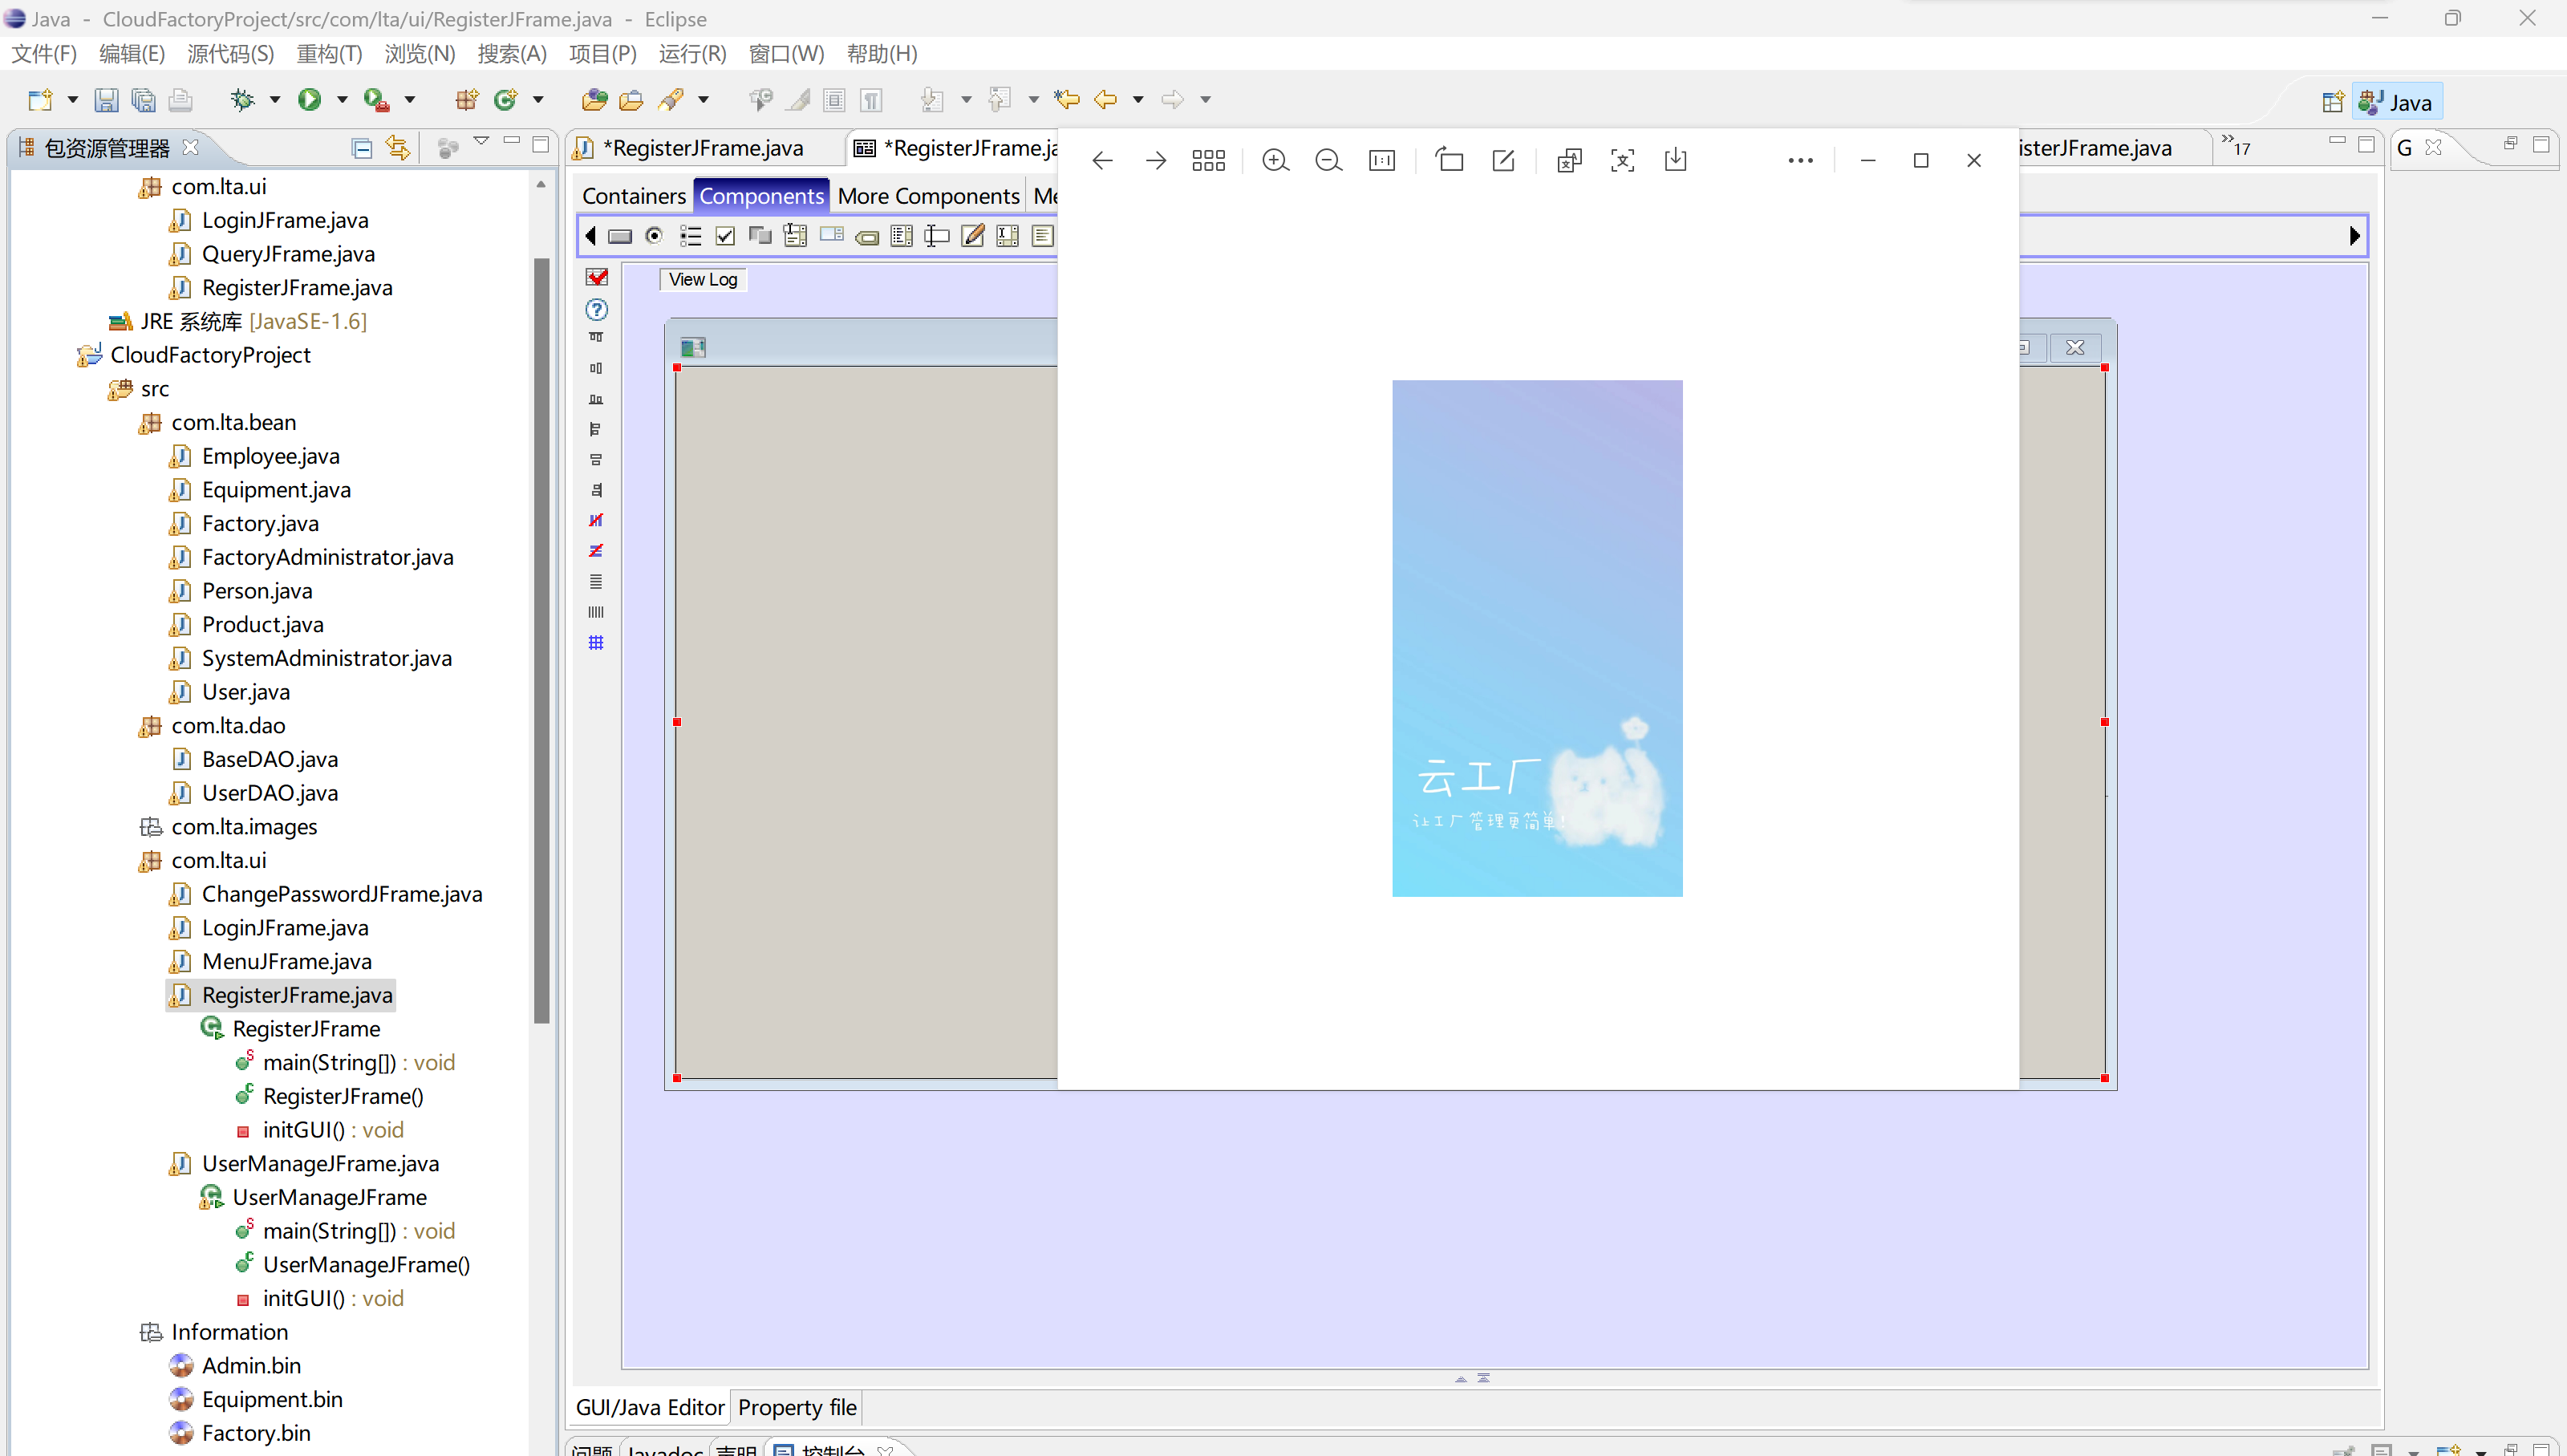 Java - CloudFactoryProject/src/com/lta/ui/RegisterJFrame.java - Eclipse
文件(F) 编辑(E) 源代码(S) 重构(T) 浏览(N) 搜索(A) 项目(P) 运行(R) 窗口(W) 帮助(H)
Java
包资源管理器
*RegisterJFrame.java
*RegisterJFrame.ja
isterJFrame.java
17
G
com.lta.ui
LoginJFrame.java
QueryJFrame.java
RegisterJFrame.java
JRE 系统库 [JavaSE-1.6]
CloudFactoryProject
src
com.lta.bean
Employee.java
Equipment.java
Factory.java
FactoryAdministrator.java
Person.java
Product.java
SystemAdministrator.java
User.java
com.lta.dao
BaseDAO.java
UserDAO.java
com.lta.images
com.lta.ui
ChangePasswordJFrame.java
LoginJFrame.java
MenuJFrame.java
RegisterJFrame.java
RegisterJFrame
main(String[]) : void
RegisterJFrame()
initGUI() : void
UserManageJFrame.java
UserManageJFrame
main(String[]) : void
UserManageJFrame()
initGUI() : void
Information
Admin.bin
Equipment.bin
Factory.bin
Containers Components More Components Me
View Log
云工厂
让工厂管理更简单!
GUI/Java Editor Property file
问题 Javadoc 声明 控制台